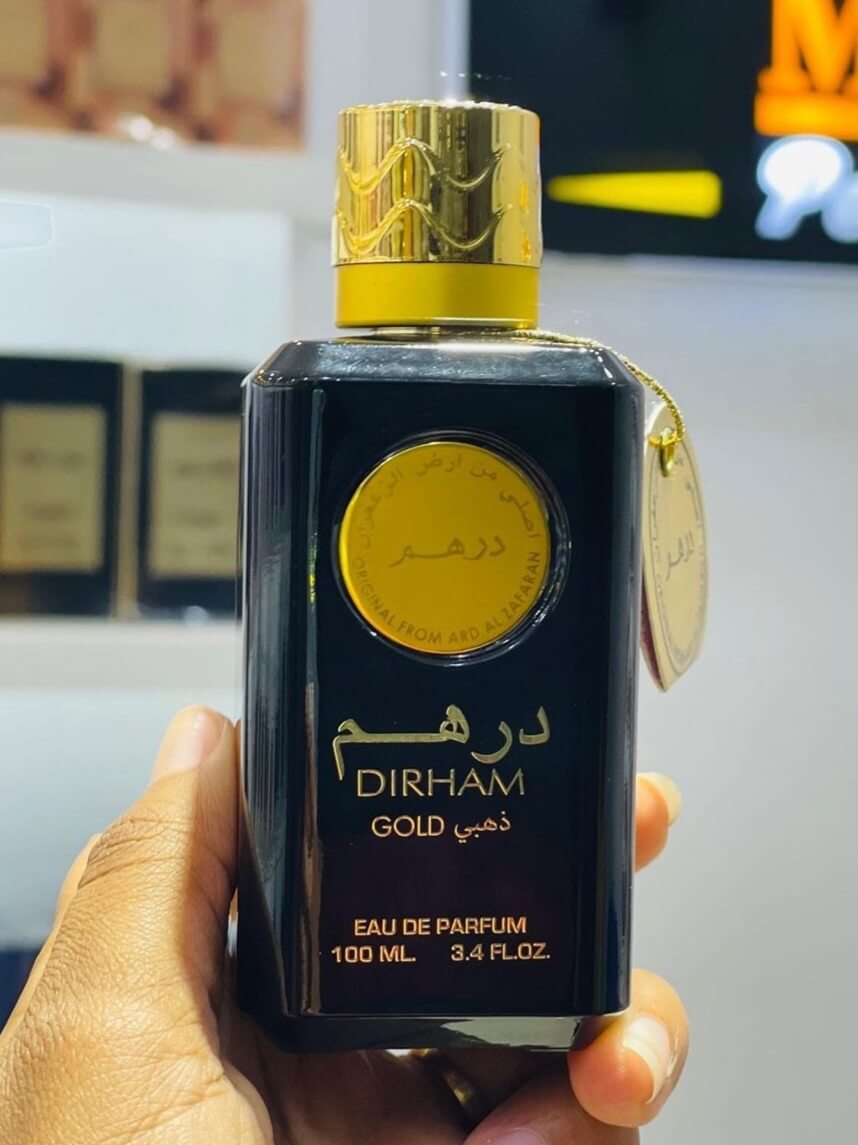 اصلي من ارض الزعفران
درهم
ORIGINAL FROM ARD AL ZAFARAN
درهم
DIRHAM
GOLD ذهبي
EAU DE PARFUM
100 ML. 3.4 FL.OZ.
درهم